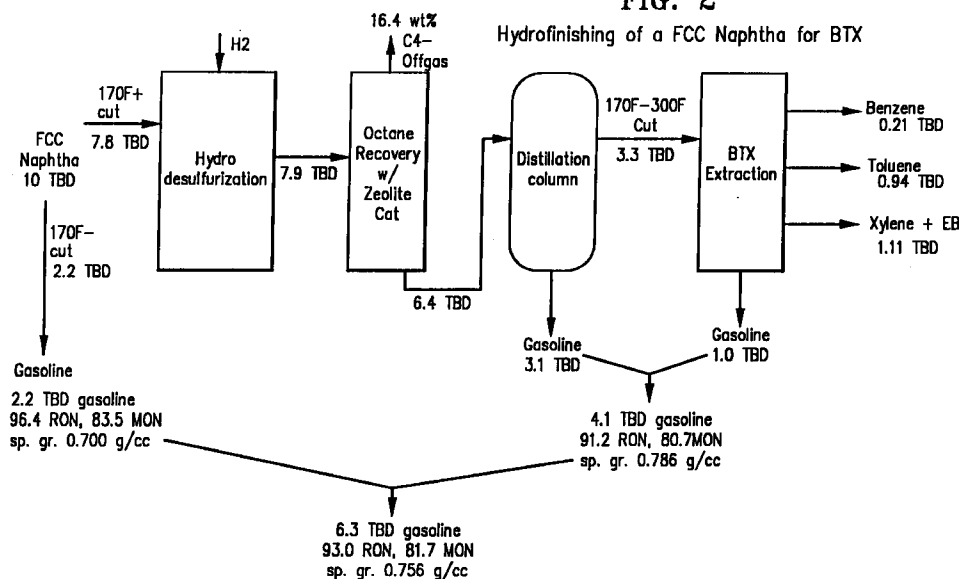 FIG. 2
Hydrofinishing of a FCC Naphtha for BTX
16.4 wt%
C4-
Offgas
H2
170F+
cut
7.8 TBD
FCC
Naphtha
10 TBD
Hydro
desulfurization
7.9 TBD
Octane
Recovery
w/
Zeolite
Cat
6.4 TBD
Distillation
column
170F-300F
Cut
3.3 TBD
BTX
Extraction
Benzene
0.21 TBD
Toluene
0.94 TBD
Xylene + EB
1.11 TBD
170F-
cut
2.2 TBD
Gasoline
3.1 TBD
Gasoline
1.0 TBD
Gasoline
2.2 TBD gasoline
96.4 RON, 83.5 MON
sp. gr. 0.700 g/cc
4.1 TBD gasoline
91.2 RON, 80.7MON
sp. gr. 0.786 g/cc
6.3 TBD gasoline
93.0 RON, 81.7 MON
sp. gr. 0.756 g/cc